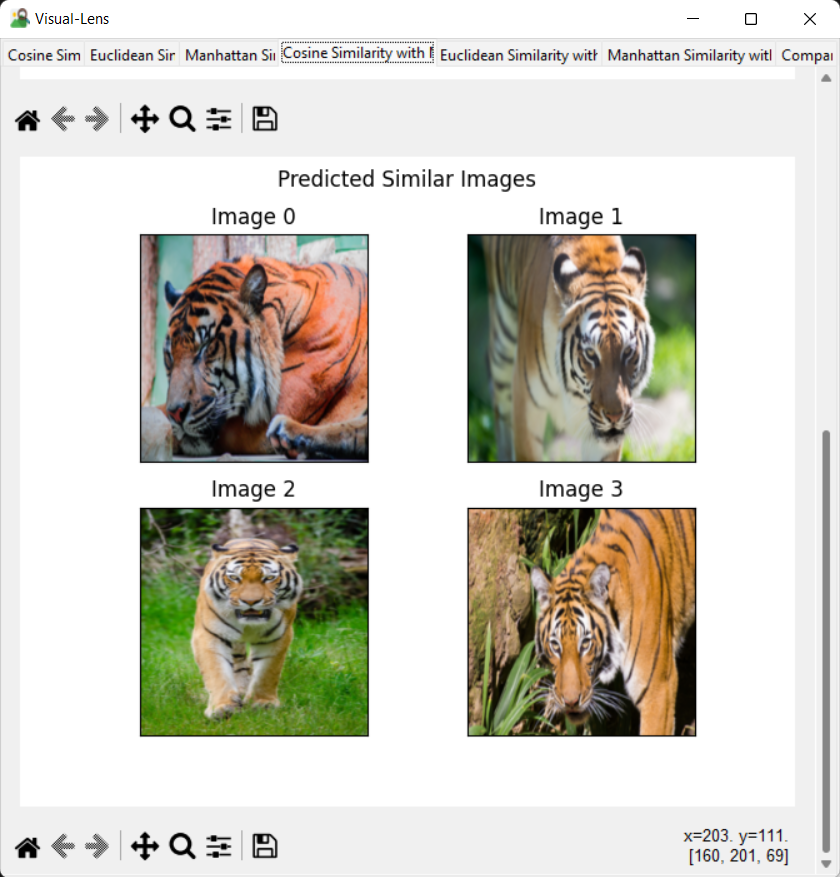 Visual-Lens
Cosine Sim Euclidean Sir Manhattan Si Cosine Similarity with Euclidean Similarity with Manhattan Similarity with Compar
Predicted Similar Images
Image 0 Image 1
Image 2 Image 3
x=203. y=111.
[160, 201, 69]